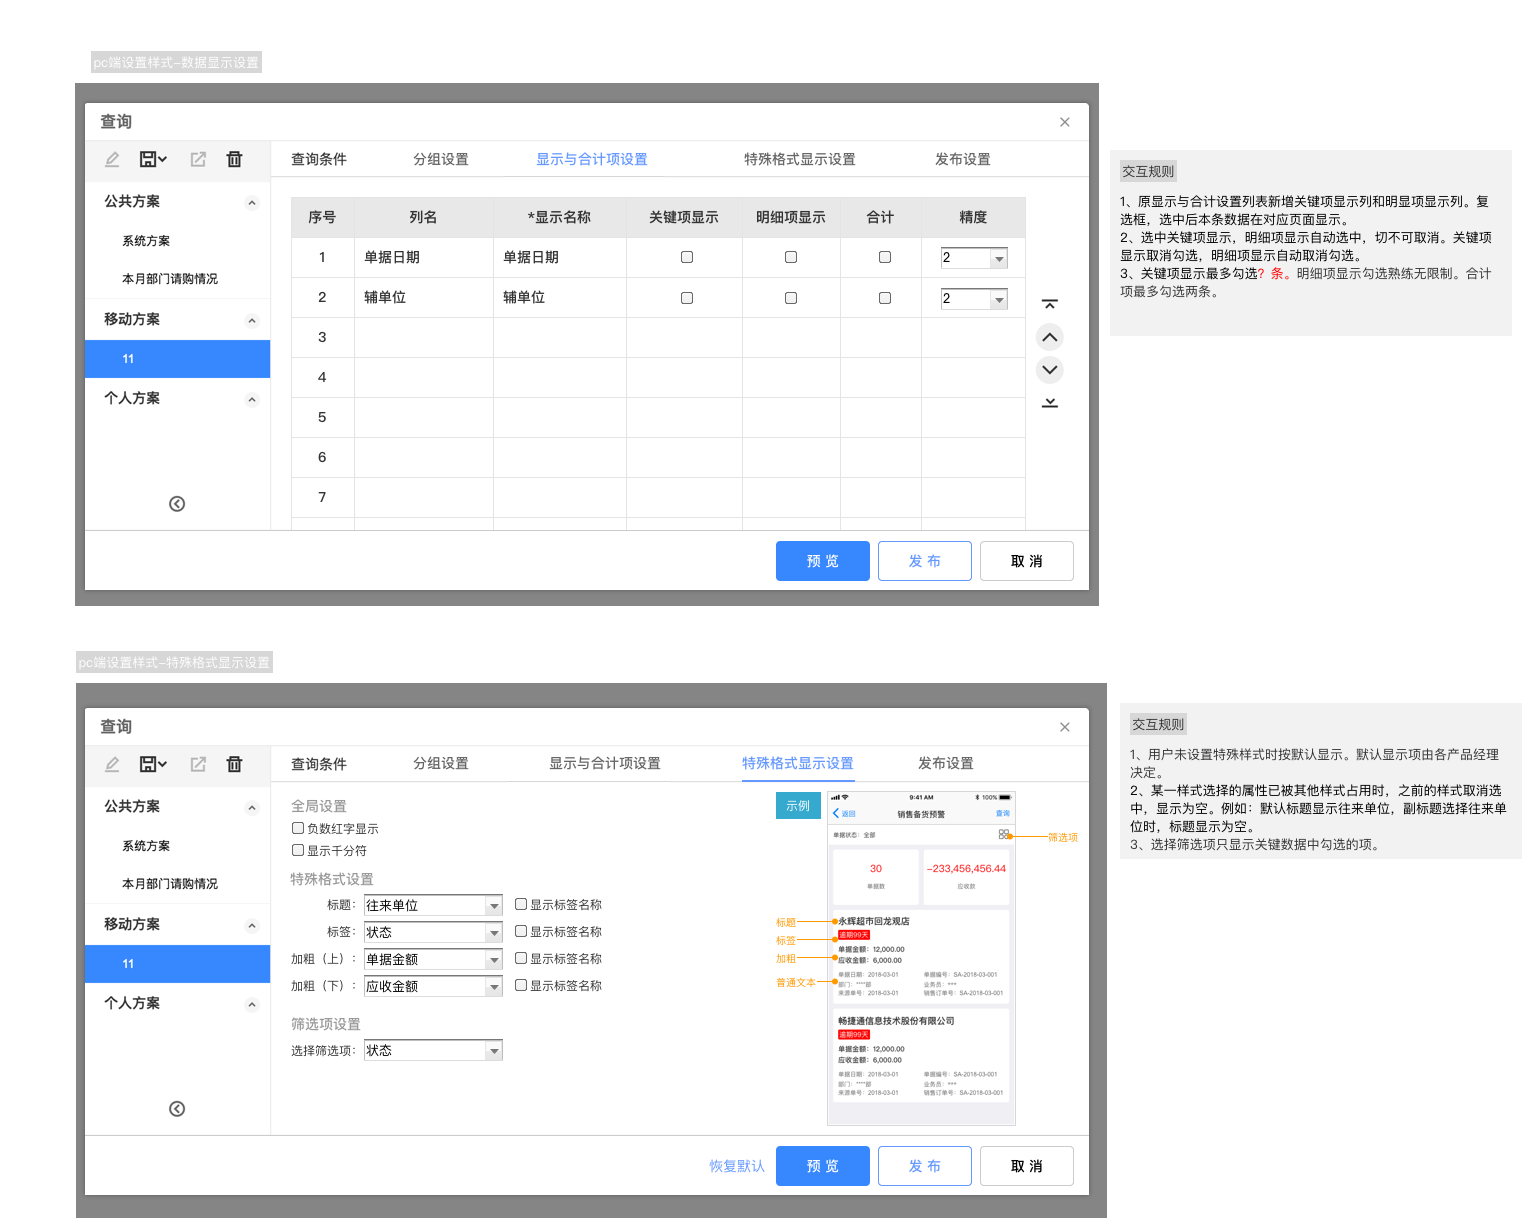 pc端设置样式-数据显示设置
查询
查询条件 分组设置 显示与合计项设置 特殊格式显示设置 发布设置
公共方案
系统方案
本月部门请购情况
移动方案
11
个人方案
序号 列名 *显示名称 关键项显示 明细项显示 合计 精度
1 单据日期 单据日期 2
2 辅单位 辅单位 2
3
4
5
6
7
预 览 发 布 取 消
交互规则
1、原显示与合计设置列表新增关键项显示列和明显项显示列。复
选框，选中后本条数据在对应页面显示。
2、选中关键项显示，明细项显示自动选中，切不可取消。关键项
显示取消勾选，明细项显示自动取消勾选。
3、关键项显示最多勾选？条。明细项显示勾选熟练无限制。合计
项最多勾选两条。
pc端设置样式-特殊格式显示设置
查询
查询条件 分组设置 显示与合计项设置 特殊格式显示设置 发布设置
公共方案
系统方案
本月部门请购情况
移动方案
11
个人方案
全局设置
负数红字显示
显示千分符
特殊格式设置
标题： 往来单位 显示标签名称
标签： 状态 显示标签名称
加粗（上）： 单据金额 显示标签名称
加粗（下）： 应收金额 显示标签名称
筛选项设置
选择筛选项： 状态
示例
9:41 AM 100%
返回 销售备货预警 查询
单据状态：全部
筛选项
30 -233,456,456.44
单据数 应收款
标题
标签
加粗
普通文本
永辉超市回龙观店
逾期99天
单据金额：12,000.00
应收金额：6,000.00
单据日期：2018-03-01 单据编号：SA-2018-03-001
部门：****部 业务员：***
来源单号：2018-03-01 销售订单号：SA-2018-03-001
畅捷通信息技术股份有限公司
逾期99天
单据金额：12,000.00
应收金额：6,000.00
单据日期：2018-03-01 单据编号：SA-2018-03-001
部门：****部 业务员：***
来源单号：2018-03-01 销售订单号：SA-2018-03-001
恢复默认 预 览 发 布 取 消
交互规则
1、用户未设置特殊样式时按默认显示。默认显示项由各产品经理
决定。
2、某一样式选择的属性已被其他样式占用时，之前的样式取消选
中，显示为空。例如：默认标题显示往来单位，副标题选择往来单
位时，标题显示为空。
3、选择筛选项只显示关键数据中勾选的项。